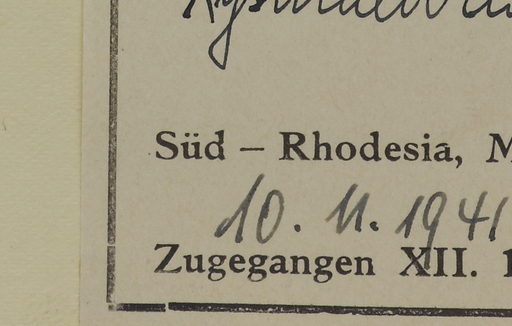 Süd – Rhodesia, M
10. 11. 1941
Zugegangen XII. 1